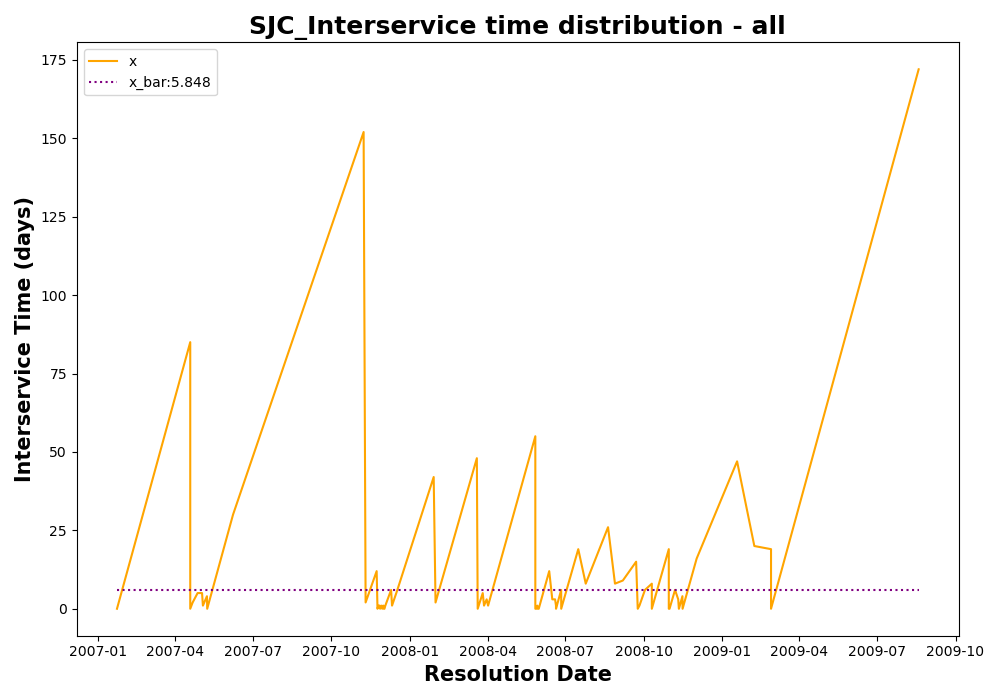 SJC_Interservice time distribution - all
x
x_bar:5.848
Interservice Time (days)
175
150
125
100
75
50
25
0
2007-01 2007-04 2007-07 2007-10 2008-01 2008-04 2008-07 2008-10 2009-01 2009-04 2009-07 2009-10
Resolution Date